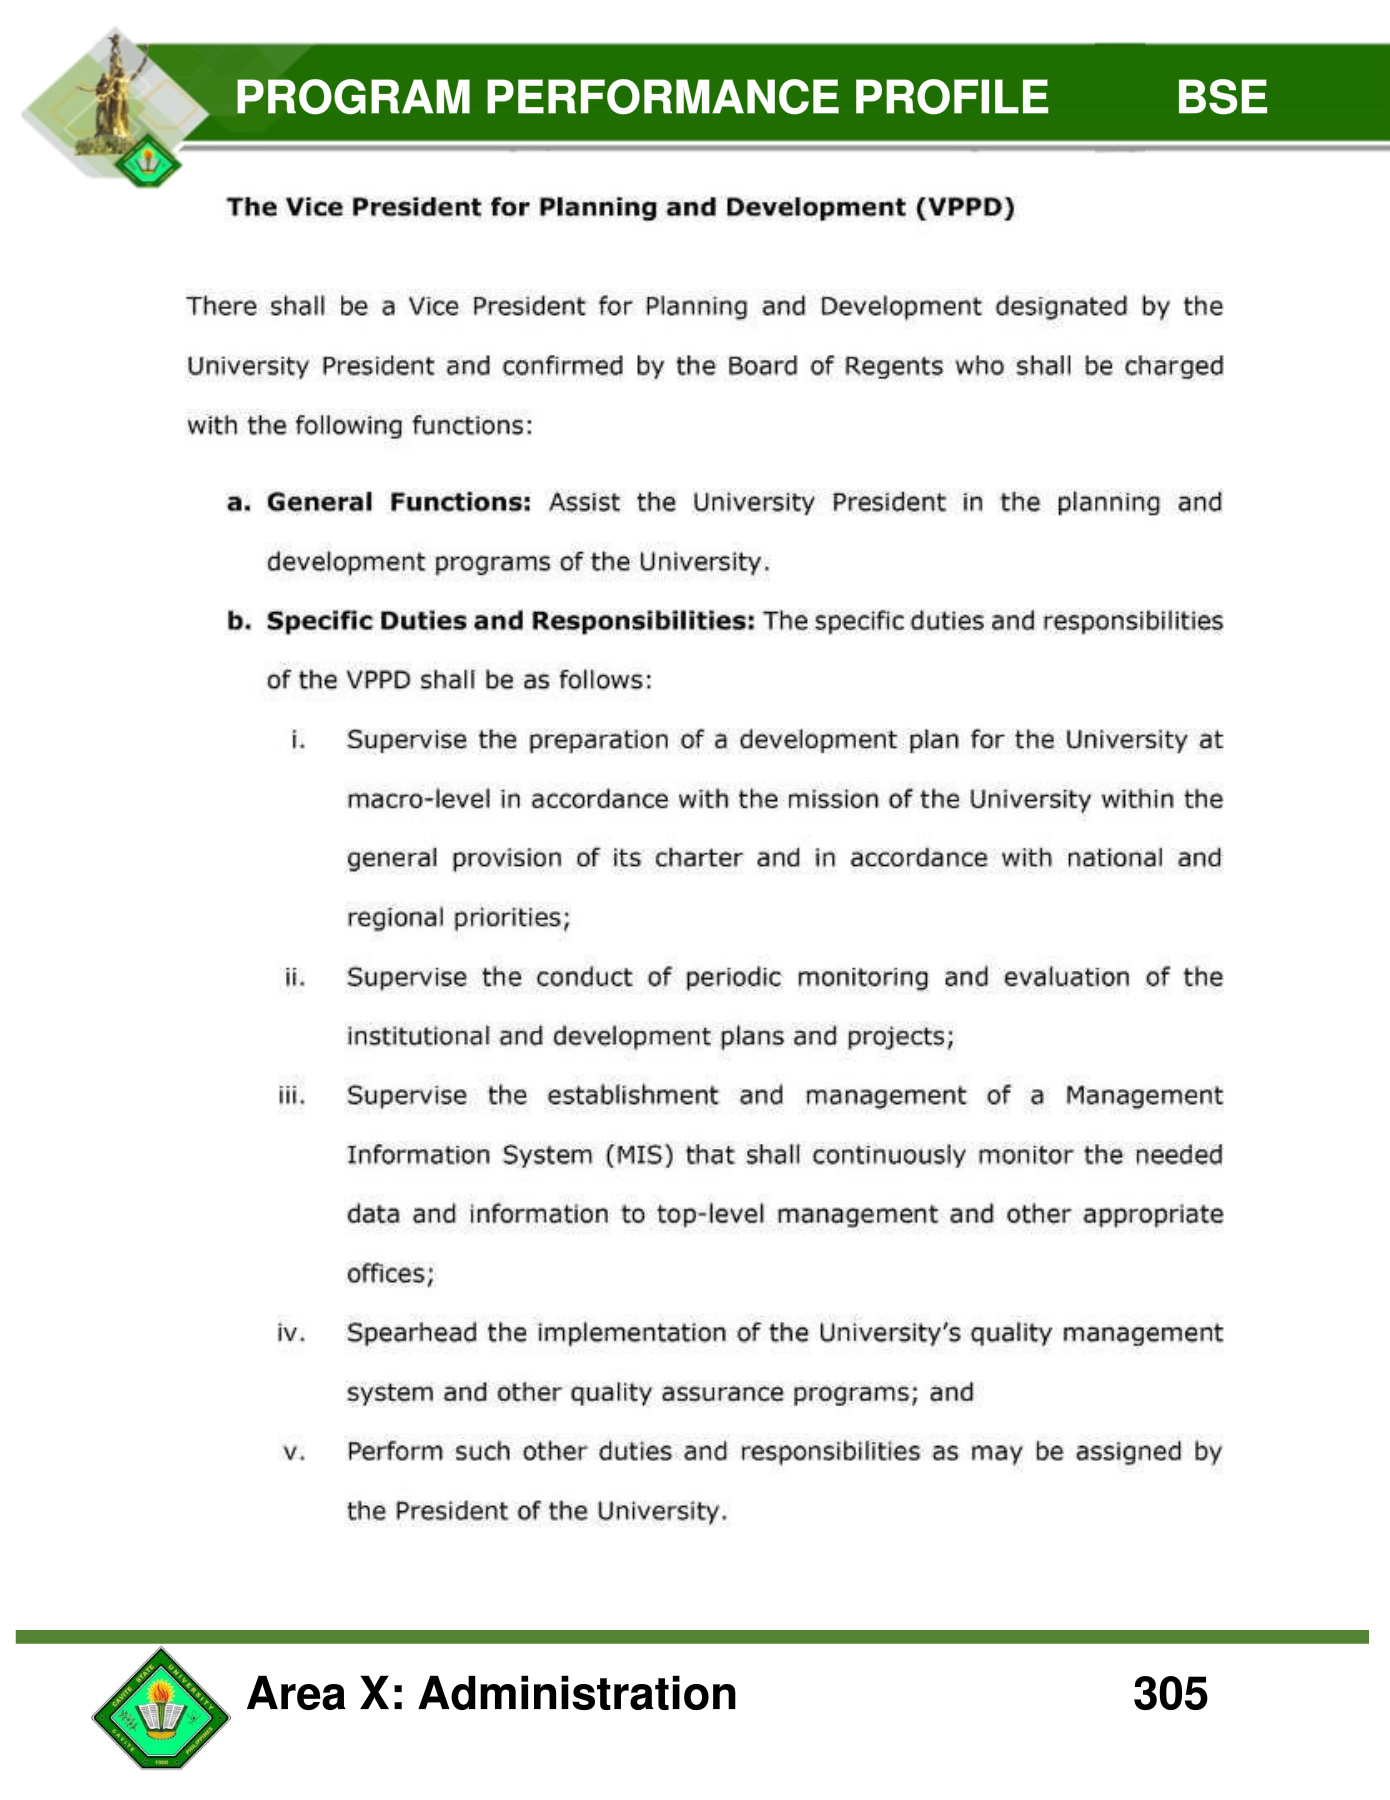 PROGRAM PERFORMANCE PROFILE BSE
The Vice President for Planning and Development (VPPD)
There shall be a Vice President for Planning and Development designated by the
University President and confirmed by the Board of Regents who shall be charged
with the following functions:
a. General Functions: Assist the University President in the planning and
development programs of the University.
b. Specific Duties and Responsibilities: The specific duties and responsibilities
of the VPPD shall be as follows:
i. Supervise the preparation of a development plan for the University at
macro-level in accordance with the mission of the University within the
general provision of its charter and in accordance with national and
regional priorities;
ii. Supervise the conduct of periodic monitoring and evaluation of the
institutional and development plans and projects;
iii. Supervise the establishment and management of a Management
Information System (MIS) that shall continuously monitor the needed
data and information to top-level management and other appropriate
offices;
iv. Spearhead the implementation of the University’s quality management
system and other quality assurance programs; and
v. Perform such other duties and responsibilities as may be assigned by
the President of the University.
CAVITE STATE UNIVERSITY
CAVITE PHILIPPINES
1906
Area X: Administration 305